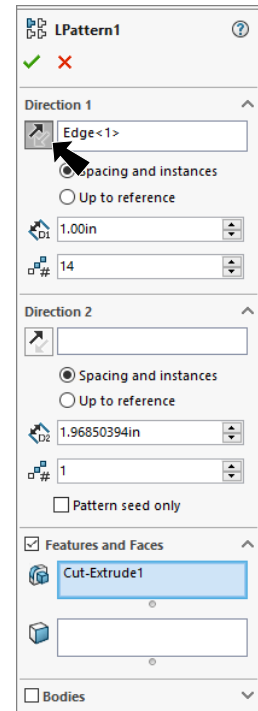 LPattern1
Direction 1
Edge<1>
Spacing and instances
Up to reference
D1 1.00in
# 14
Direction 2
Spacing and instances
Up to reference
D2 1.96850394in
# 1
Pattern seed only
Features and Faces
Cut-Extrude1
Bodies